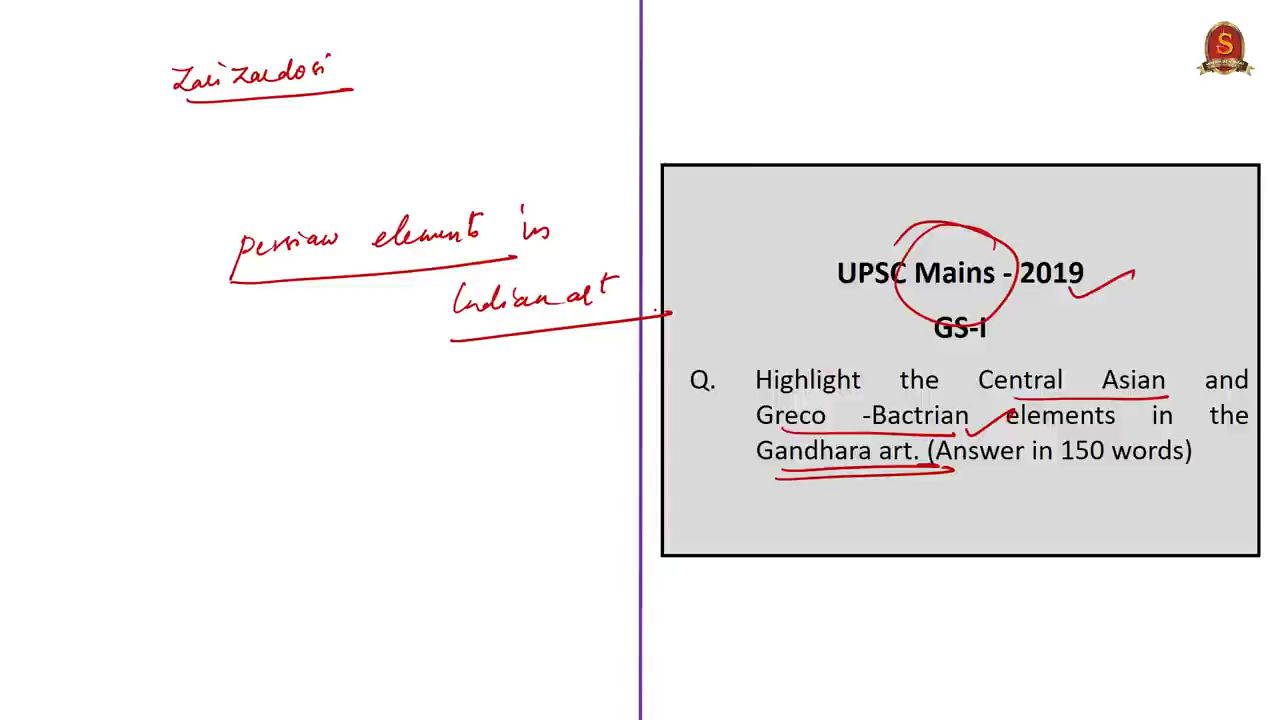 Zari Zardosi
Persian elements in
Indian art
UPSC Mains - 2019
GS-I
Q. Highlight the Central Asian and
Greco -Bactrian elements in the
Gandhara art. (Answer in 150 words)
S